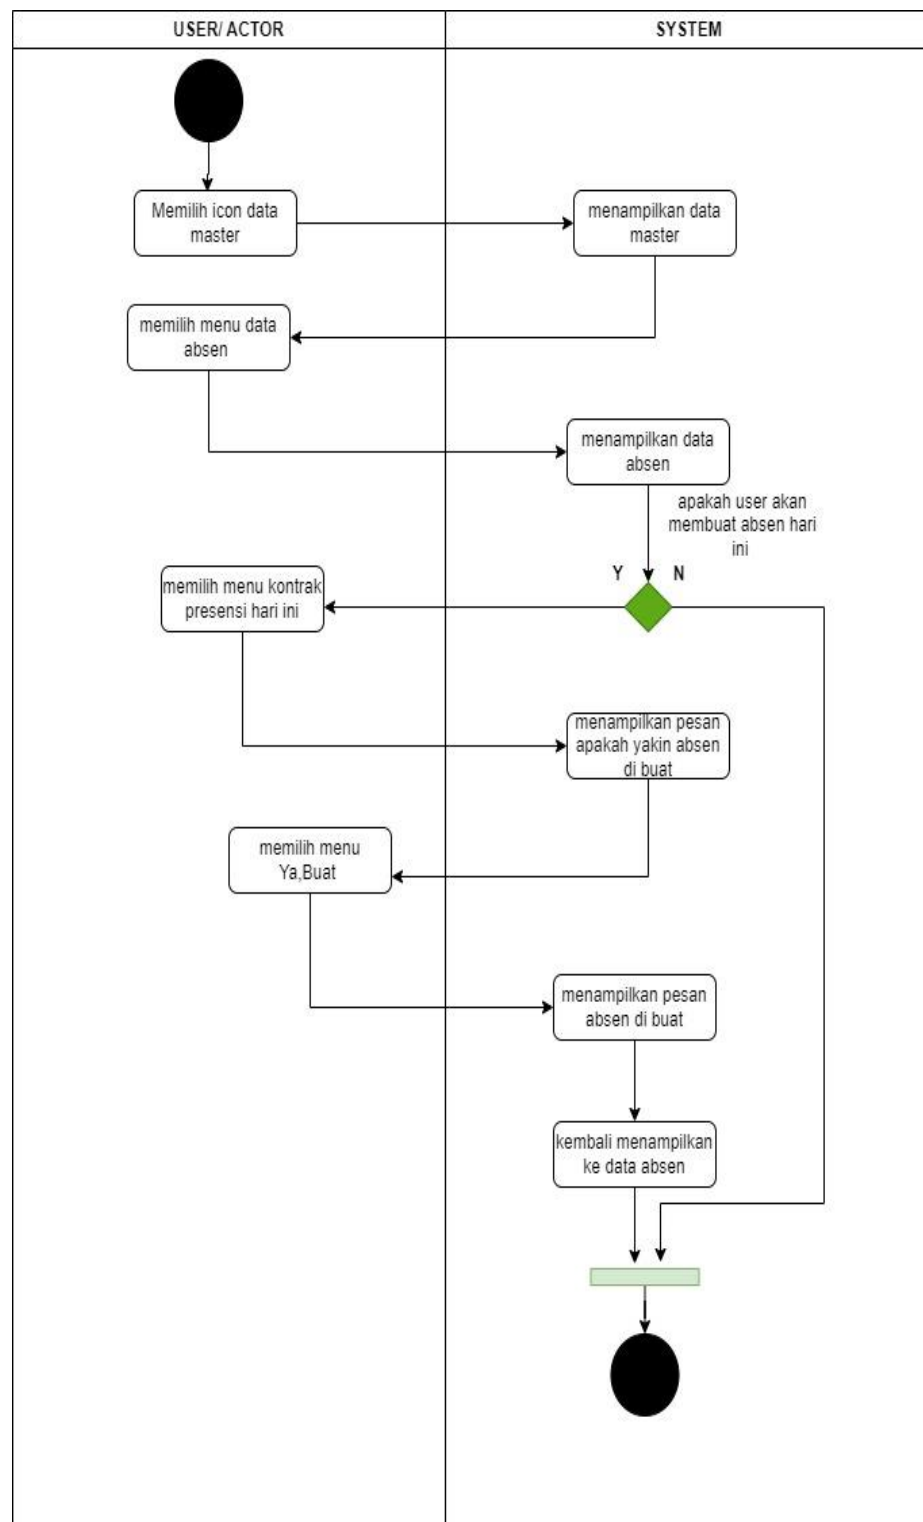 USER/ ACTOR
SYSTEM
Memilih icon data
master
menampilkan data
master
memilih menu data
absen
menampilkan data
absen
apakah user akan
membuat absen hari
ini
Y
N
memilih menu kontrak
presensi hari ini
menampilkan pesan
apakah yakin absen
di buat
memilih menu
Ya,Buat
menampilkan pesan
absen di buat
kembali menampilkan
ke data absen